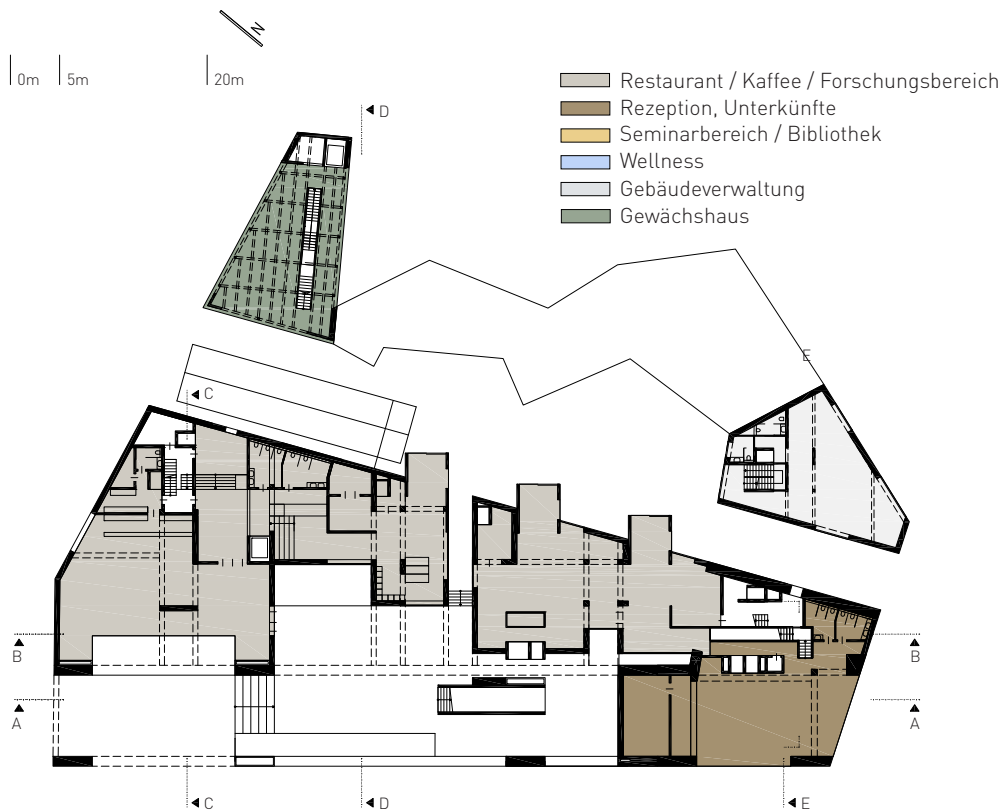 N
0m
5m
20m
Restaurant / Kaffee / Forschungsbereich
Rezeption, Unterkünfte
Seminarbereich / Bibliothek
Wellness
Gebäudeverwaltung
Gewächshaus
D
E
C
B
B
A
A
C
D
E